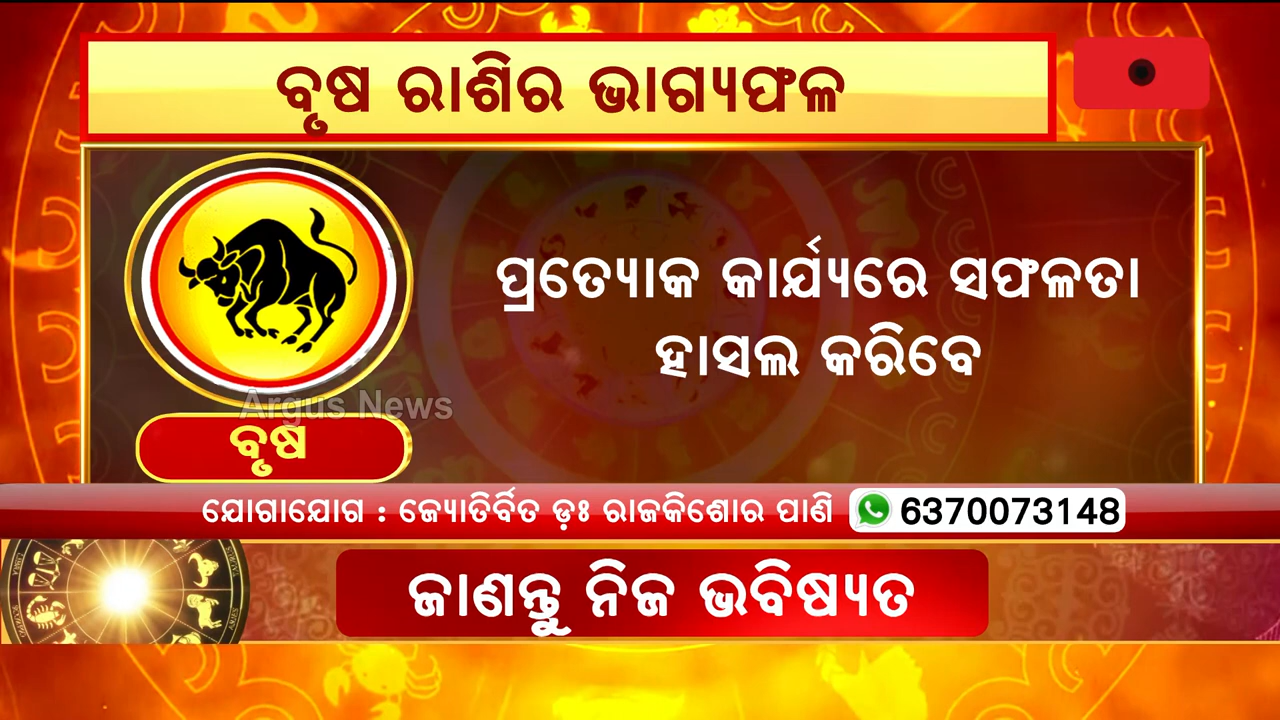 ବୃଷ ରାଶିର ଭାଗ୍ୟଫଳ
ପ୍ରତ୍ୟେକ କାର୍ଯ୍ୟରେ ସଫଳତା
ହାସଲ କରିବେ
Argus News
ବୃଷ
ଯୋଗାଯୋଗ : ଜ୍ୟୋତିର୍ବିତ ଡ଼ଃ ରାଜକିଶୋର ପାଣି 6370073148
ଜାଣନ୍ତୁ ନିଜ ଭବିଷ୍ୟତ